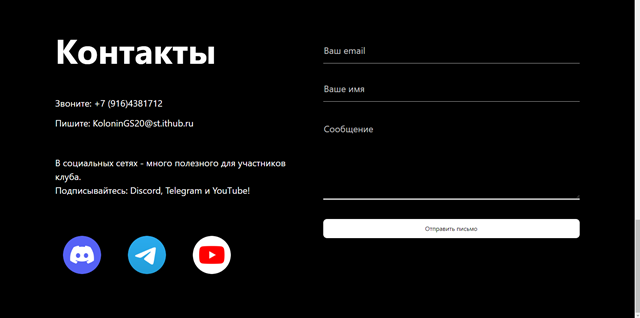 Контакты
Звоните: +7 (916)4381712
Пишите: KoloninGS20@st.ithub.ru
В социальных сетях - много полезного для участников
клуба.
Подписывайтесь: Discord, Telegram и YouTube!
Ваш email
Ваше имя
Сообщение
Отправить письмо